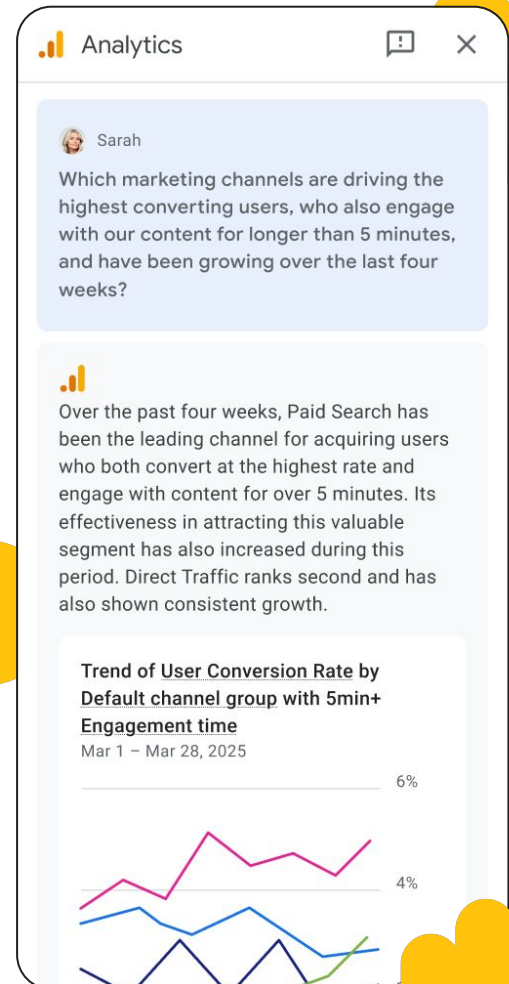 Analytics
Sarah
Which marketing channels are driving the
highest converting users, who also engage
with our content for longer than 5 minutes,
and have been growing over the last four
weeks?
Over the past four weeks, Paid Search has
been the leading channel for acquiring users
who both convert at the highest rate and
engage with content for over 5 minutes. Its
effectiveness in attracting this valuable
segment has also increased during this
period. Direct Traffic ranks second and has
also shown consistent growth.
Trend of User Conversion Rate by
Default channel group with 5min+
Engagement time
Mar 1 – Mar 28, 2025
6%
4%